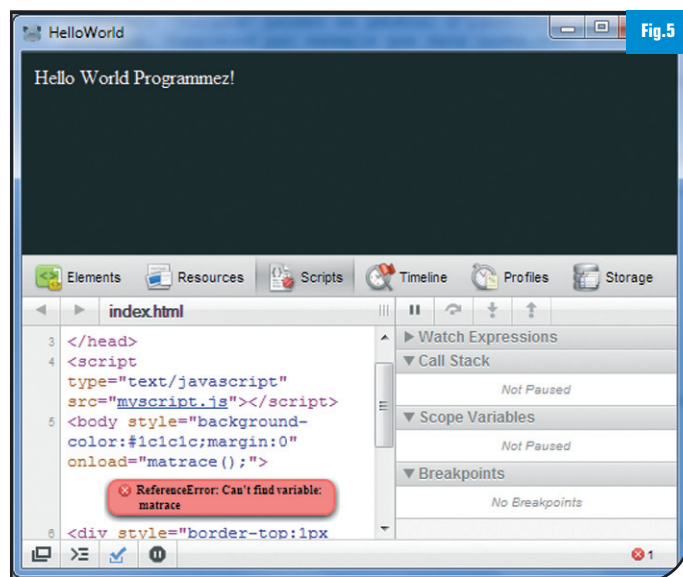 HelloWorld
Fig.5
Hello World Programmez!
Elements Resources Scripts Timeline Profiles Storage
index.html
3 </head>
4 <script
type="text/javascript"
src="myscript.js"></script>
5 <body style="background-
color:#1c1c1c;margin:0"
onload="matrace();">
ReferenceError: Can't find variable:
matrace
6 <div style="border-top:1px
Watch Expressions
Call Stack
Not Paused
Scope Variables
Not Paused
Breakpoints
No Breakpoints
1